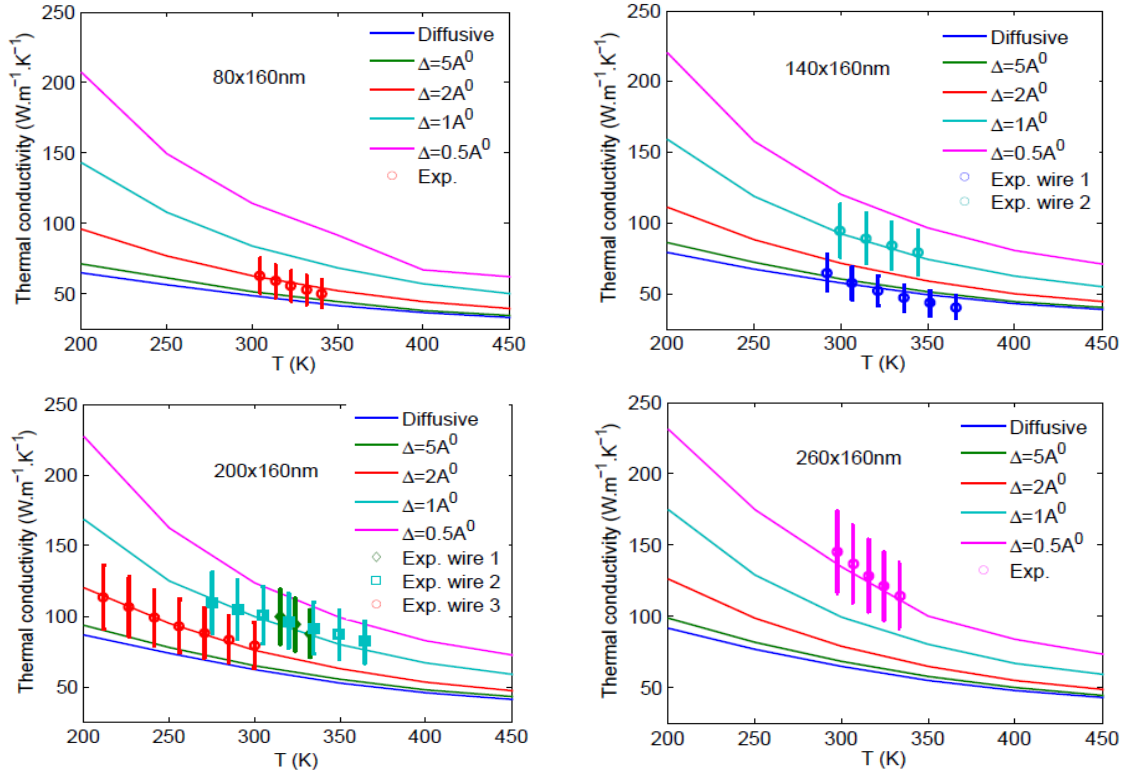 250
200
150
100
50
Thermal conductivity (W.m⁻¹.K⁻¹)
80x160nm
Diffusive
Δ=5A⁰
Δ=2A⁰
Δ=1A⁰
Δ=0.5A⁰
Exp.
200 250 300 350 400 450
T (K)
250
200
150
100
50
Thermal conductivity (W.m⁻¹.K⁻¹)
140x160nm
Diffusive
Δ=5A⁰
Δ=2A⁰
Δ=1A⁰
Δ=0.5A⁰
Exp. wire 1
Exp. wire 2
200 250 300 350 400 450
T (K)
250
200
150
100
50
Thermal conductivity (W.m⁻¹.K⁻¹)
200x160nm
Diffusive
Δ=5A⁰
Δ=2A⁰
Δ=1A⁰
Δ=0.5A⁰
Exp. wire 1
Exp. wire 2
Exp. wire 3
200 250 300 350 400 450
T (K)
250
200
150
100
50
Thermal conductivity (W.m⁻¹.K⁻¹)
260x160nm
Diffusive
Δ=5A⁰
Δ=2A⁰
Δ=1A⁰
Δ=0.5A⁰
Exp.
200 250 300 350 400 450
T (K)